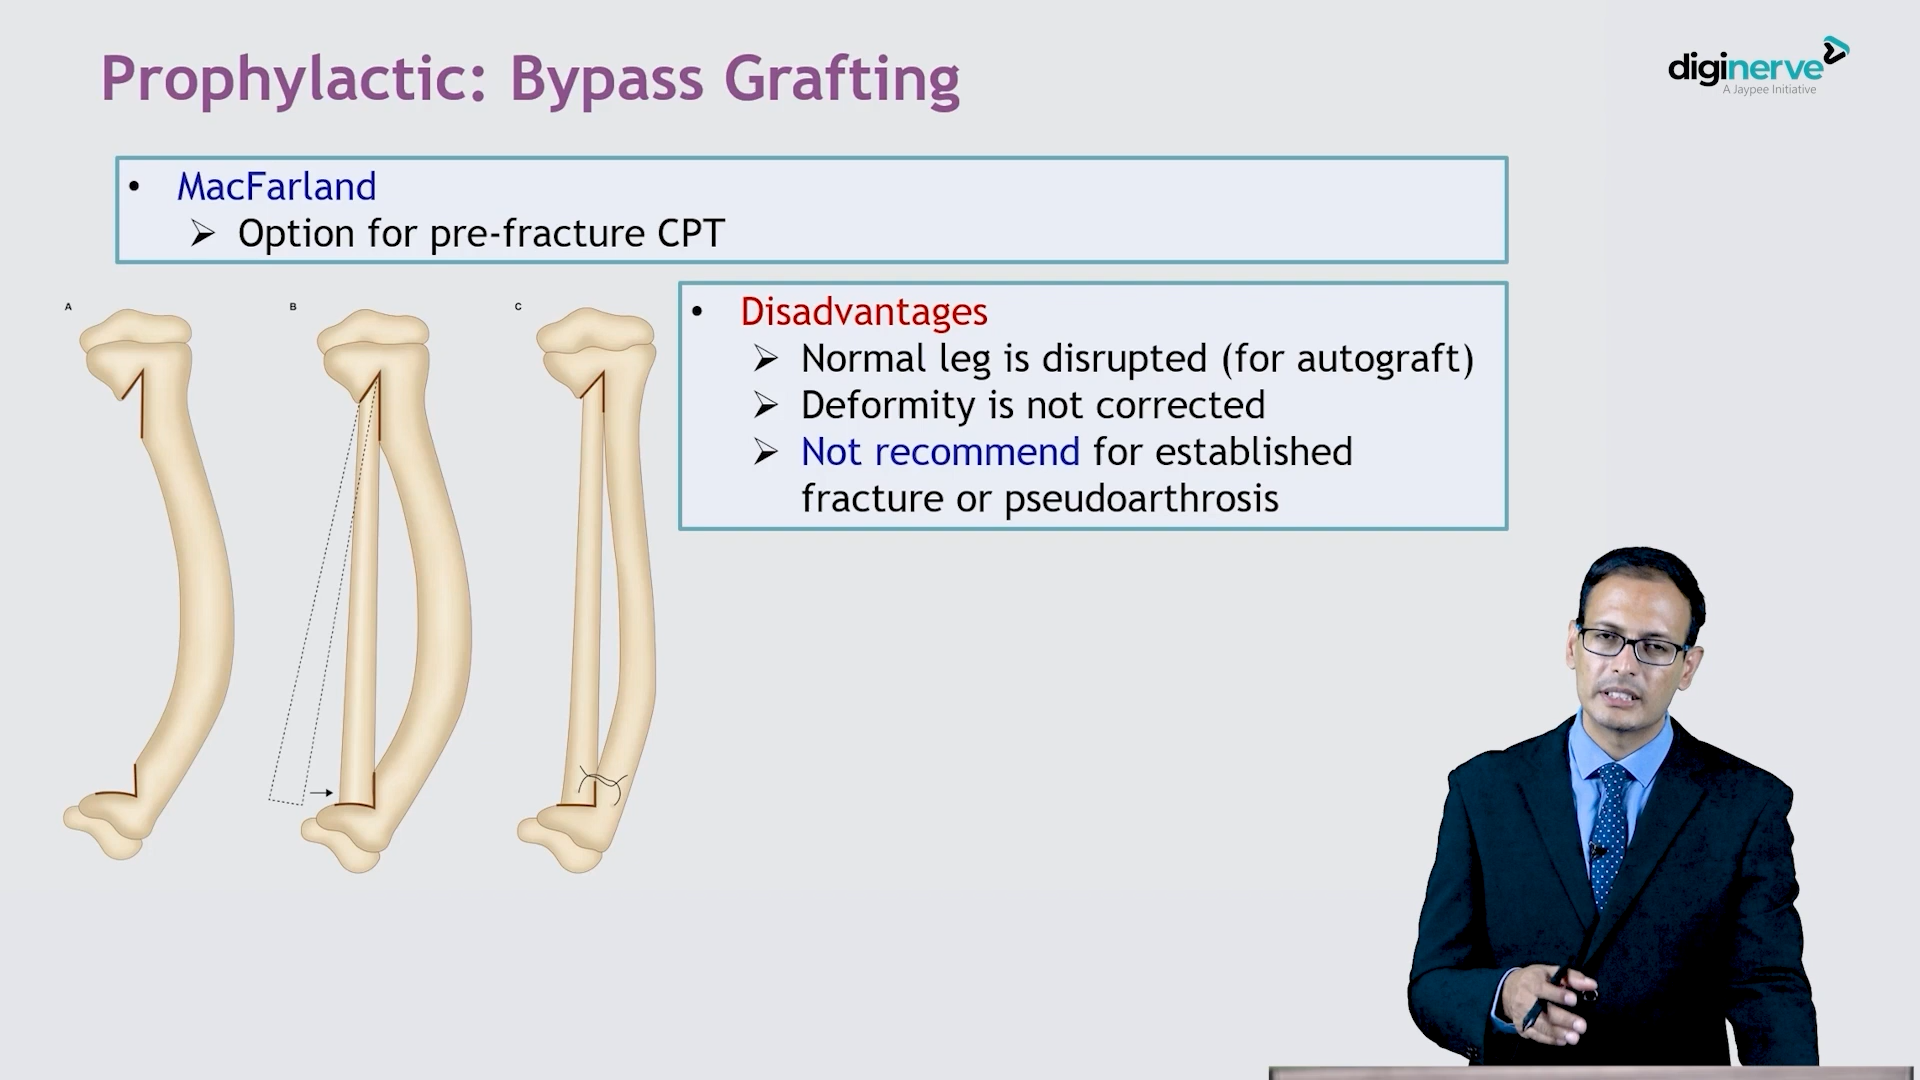 Prophylactic: Bypass Grafting
diginerve
A Jaypee Initiative
• MacFarland
➢ Option for pre-fracture CPT
A
B
C
• Disadvantages
➢ Normal leg is disrupted (for autograft)
➢ Deformity is not corrected
➢ Not recommend for established
fracture or pseudoarthrosis